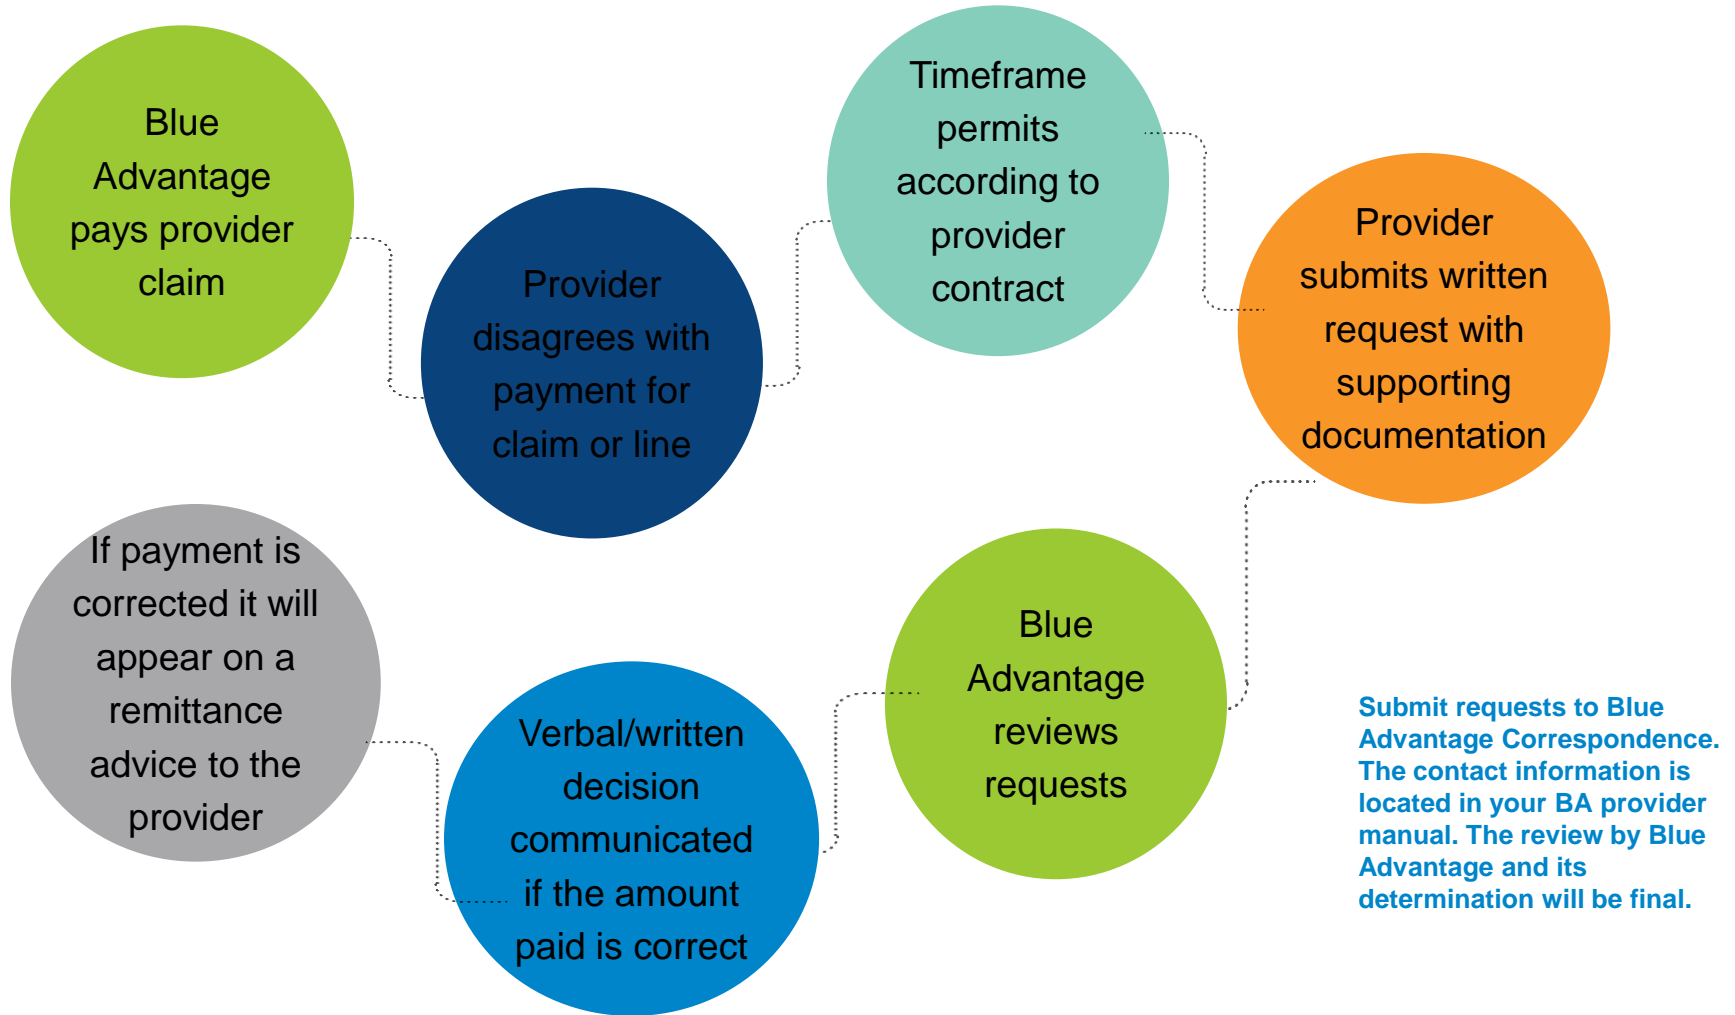 Blue
Advantage
pays provider
claim
Provider
disagrees with
payment for
claim or line
Timeframe
permits
according to
provider
contract
Provider
submits written
request with
supporting
documentation
Blue
Advantage
reviews
requests
Verbal/written
decision
communicated
if the amount
paid is correct
If payment is
corrected it will
appear on a
remittance
advice to the
provider
Submit requests to Blue
Advantage Correspondence.
The contact information is
located in your BA provider
manual. The review by Blue
Advantage and its
determination will be final.